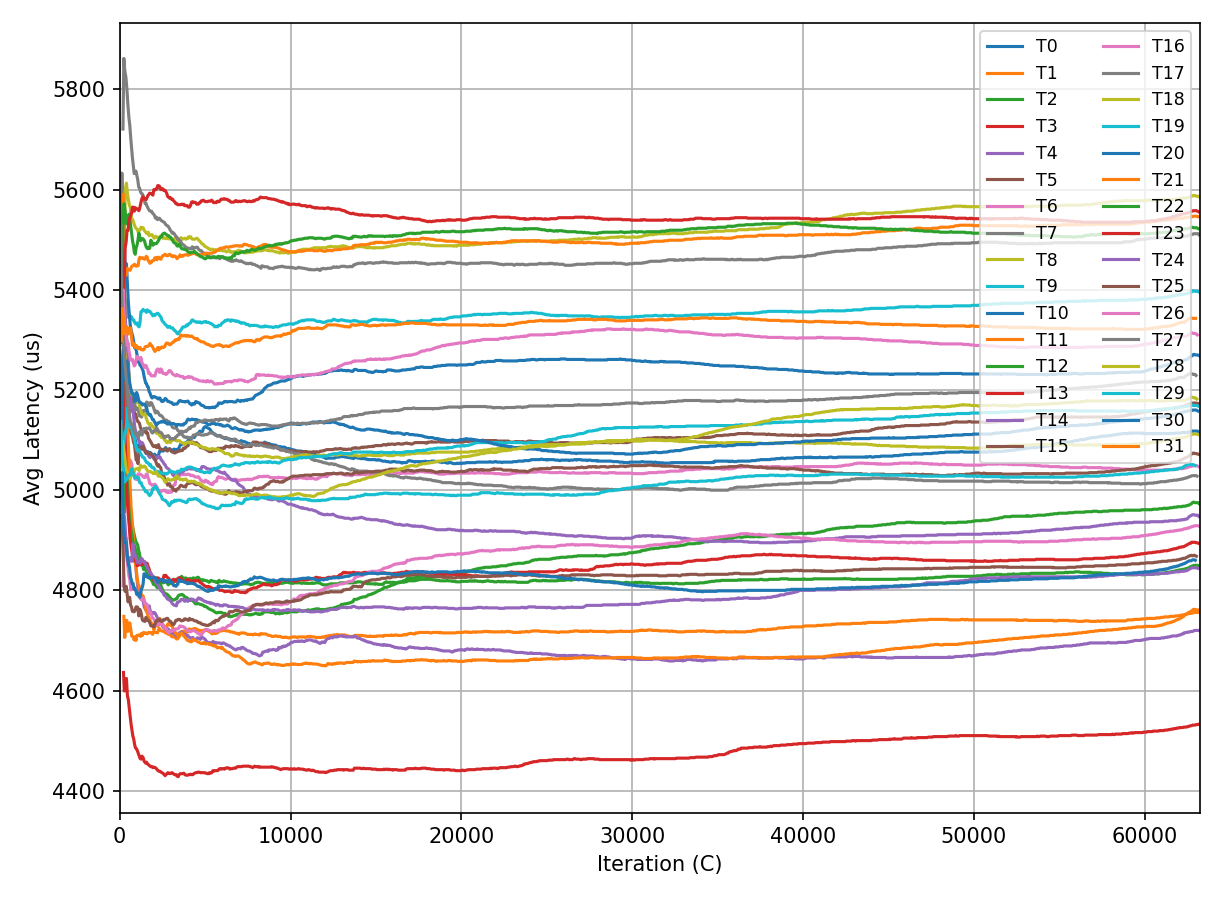 5800
5600
5400
5200
5000
4800
4600
4400
Avg Latency (us)
0
10000
20000
30000
40000
50000
60000
Iteration (C)
T0
T1
T2
T3
T4
T5
T6
T7
T8
T9
T10
T11
T12
T13
T14
T15
T16
T17
T18
T19
T20
T21
T22
T23
T24
T25
T26
T27
T28
T29
T30
T31